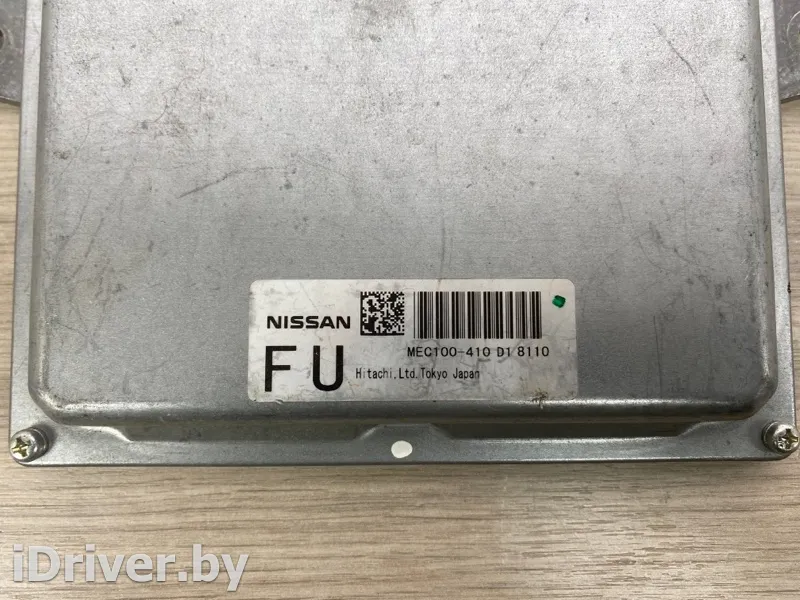 NISSAN
MEC100-410 D1 8110
FU
Hitachi,Ltd.Tokyo Japan
iDriver.by